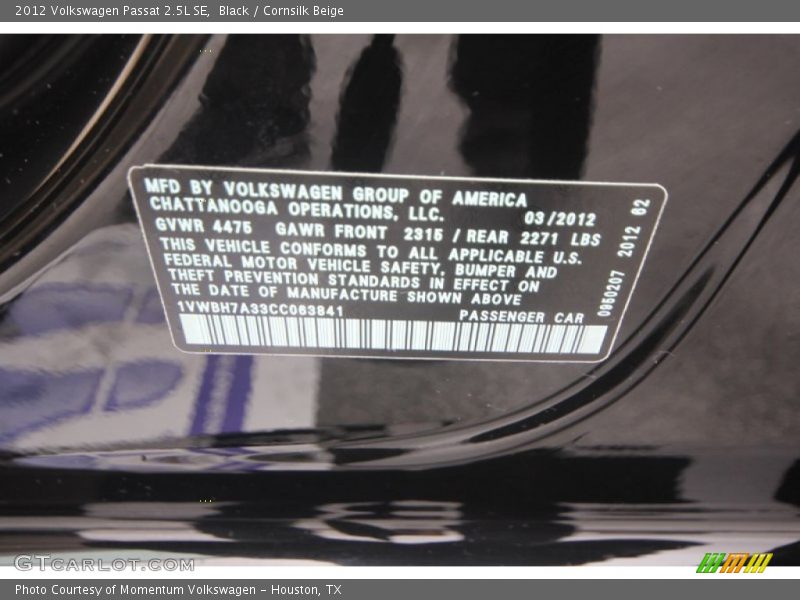 2012 Volkswagen Passat 2.5L SE,  Black / Cornsilk Beige
MFD BY VOLKSWAGEN GROUP OF AMERICA
CHATTANOOGA OPERATIONS, LLC. 03/2012
GVWR 4475 GAWR FRONT 2315 / REAR 2271 LBS
THIS VEHICLE CONFORMS TO ALL APPLICABLE U.S.
FEDERAL MOTOR VEHICLE SAFETY, BUMPER AND
THEFT PREVENTION STANDARDS IN EFFECT ON
THE DATE OF MANUFACTURE SHOWN ABOVE
1VWBH7A33CC063841 PASSENGER CAR
0950207 2012 62
GTcarlot.com
Photo Courtesy of Momentum Volkswagen - Houston, TX